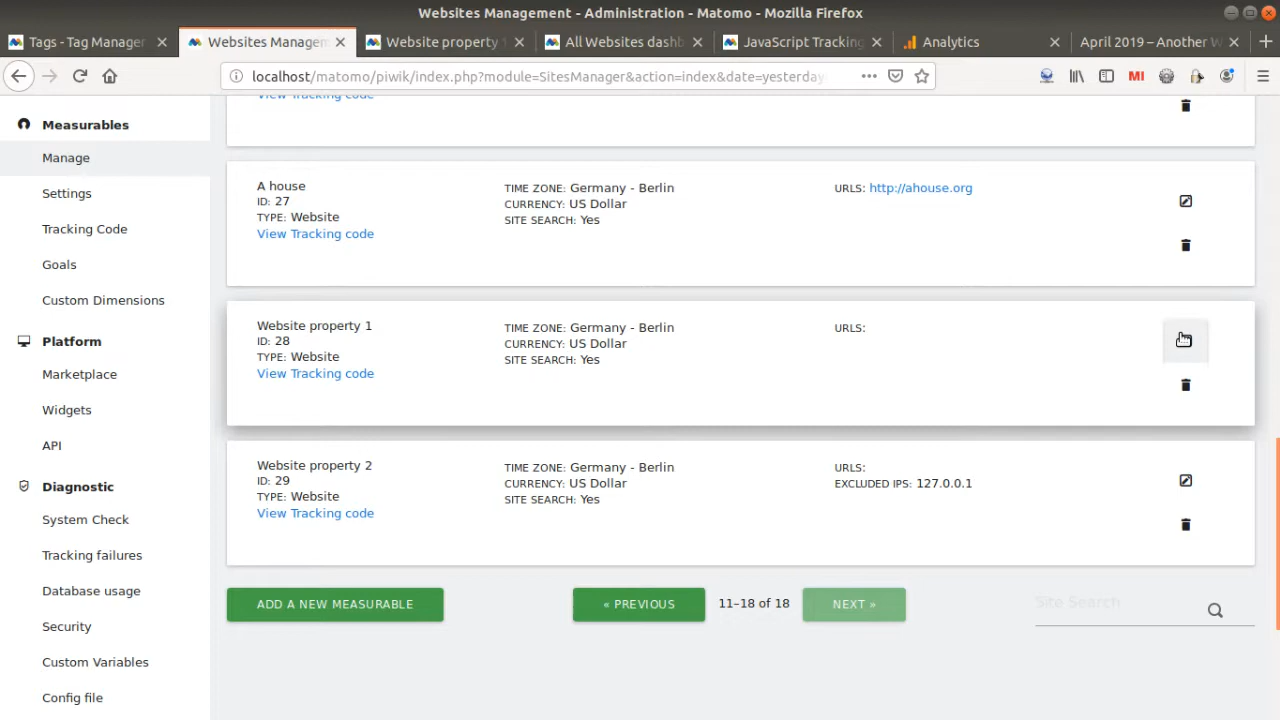 Websites Management - Administration - Matomo - Mozilla Firefox
Tags - Tag Manager
Websites Managem
Website property 1
All Websites dashb
JavaScript Tracking
Analytics
April 2019 – Another W
localhost/matomo/piwik/index.php?module=SitesManager&action=index&date=yesterday
MI
Measurables
Manage
Settings
Tracking Code
Goals
Custom Dimensions
Platform
Marketplace
Widgets
API
Diagnostic
System Check
Tracking failures
Database usage
Security
Custom Variables
Config file
View Tracking code
A house
ID: 27
TYPE: Website
View Tracking code
TIME ZONE: Germany - Berlin
CURRENCY: US Dollar
SITE SEARCH: Yes
URLS: http://ahouse.org
Website property 1
ID: 28
TYPE: Website
View Tracking code
TIME ZONE: Germany - Berlin
CURRENCY: US Dollar
SITE SEARCH: Yes
URLS:
Website property 2
ID: 29
TYPE: Website
View Tracking code
TIME ZONE: Germany - Berlin
CURRENCY: US Dollar
SITE SEARCH: Yes
URLS:
EXCLUDED IPS: 127.0.0.1
ADD A NEW MEASURABLE
« PREVIOUS
11–18 of 18
NEXT »
Site Search